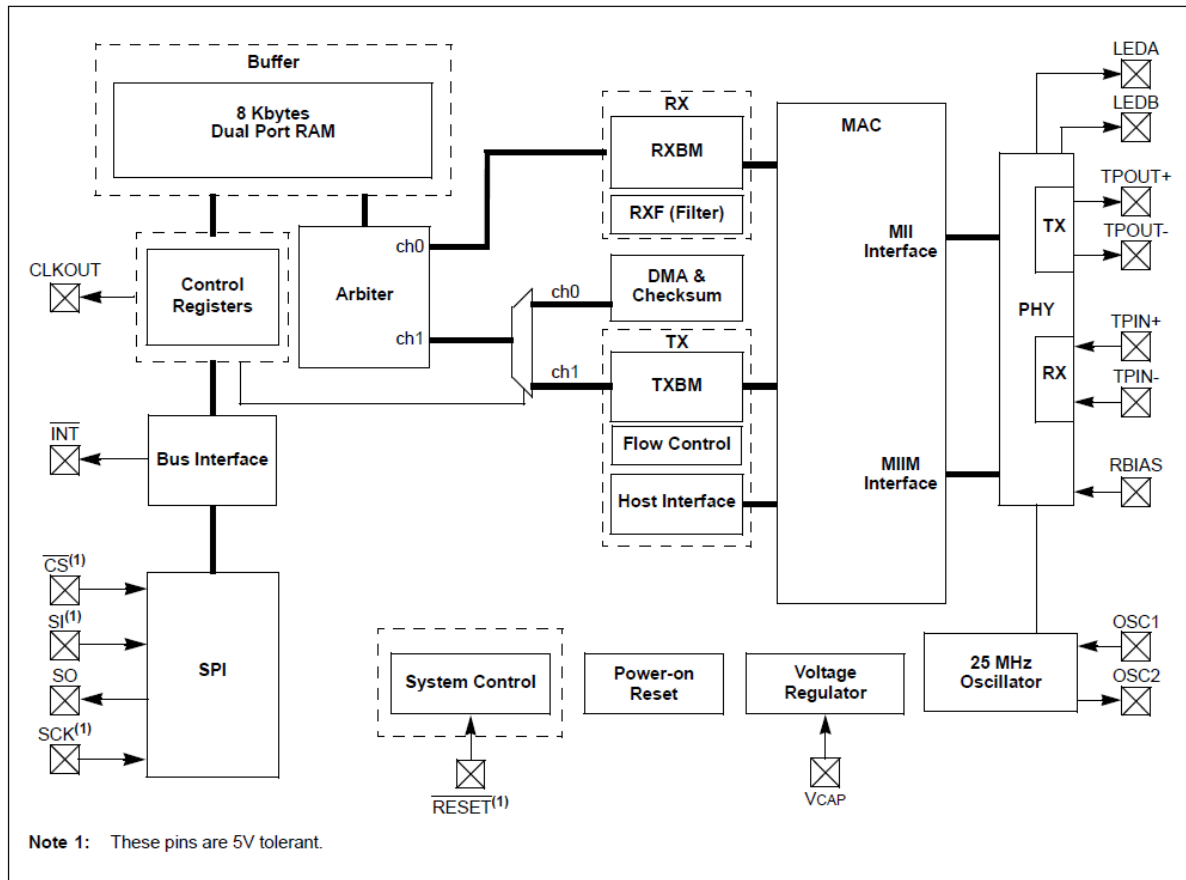 Buffer
8 Kbytes
Dual Port RAM
CLKOUT
Control
Registers
Arbiter
ch0
ch1
ch0
ch1
RX
RXBM
RXF (Filter)
DMA &
Checksum
TX
TXBM
Flow Control
Host Interface
MAC
MII
Interface
MIIM
Interface
PHY
TX
RX
LEDA
LEDB
TPOUT+
TPOUT-
TPIN+
TPIN-
RBIAS
INT
Bus Interface
CS(1)
SI(1)
SO
SCK(1)
SPI
System Control
RESET(1)
Power-on
Reset
Voltage
Regulator
VCAP
25 MHz
Oscillator
OSC1
OSC2
Note 1: These pins are 5V tolerant.